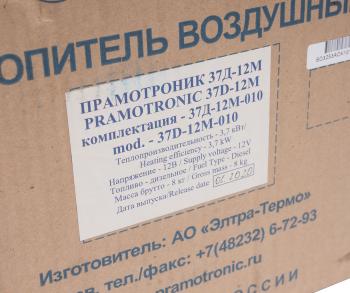 ОПИТЕЛЬ ВОЗДУШНЫ
ПРАМОТРОНИК 37Д-12М
PRAMOTRONIC 37D-12M
комплектация - 37Д-12М-010
mod. - 37D-12M-010
Теплопроизводительность - 3,7 кВт/
Heating efficiency - 3,7 kW
Напряжение - 12В / Supply voltage - 12V
Топливо - дизельное / Fuel Type - Diesel
Масса брутто - 8 кг / Gross mass - 8 kg
Дата выпуска/Release date 01.2020
Изготовитель: АО «Элтра-Термо»
ов. тел./факс: +7(48232) 6-72-93
pramotronic.ru
ССИИ